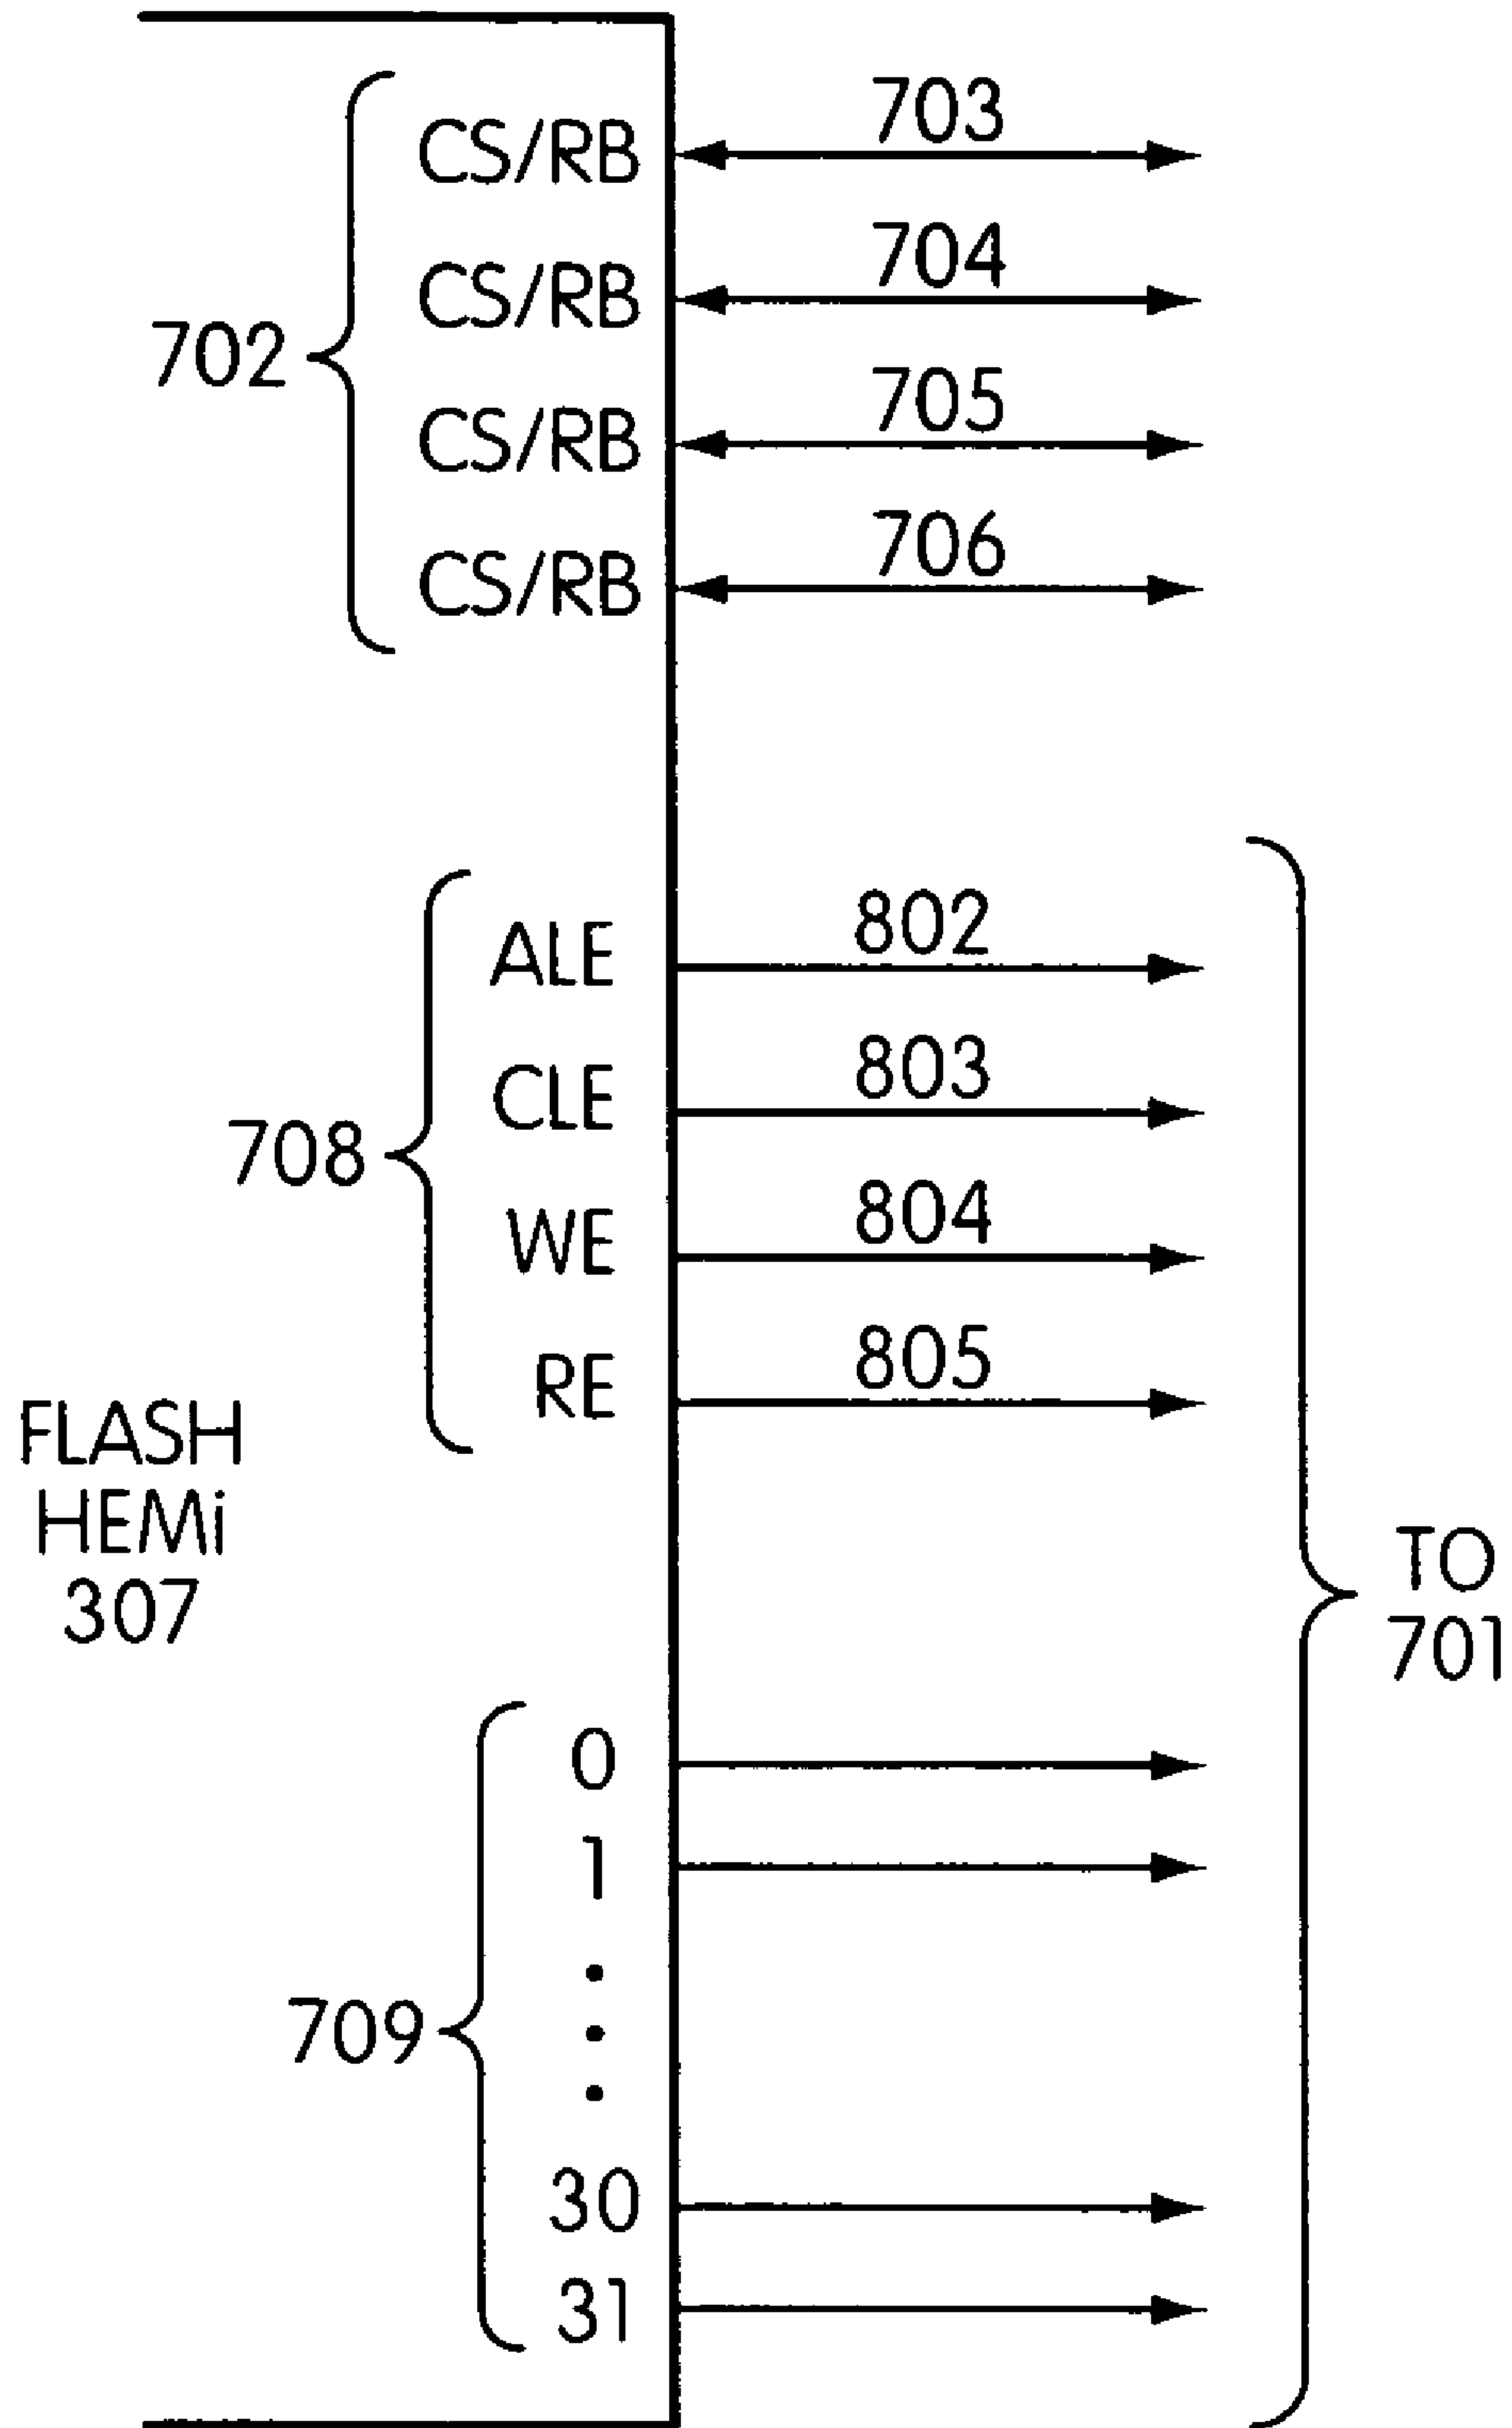 703
CS/RB
704
CS/RB
702
705
CS/RB
706
CS/RB
802
ALE
803
CLE
708
804
WE
805
RE
FLASH
HEMi
307
TO
701
0
1
709
30
31